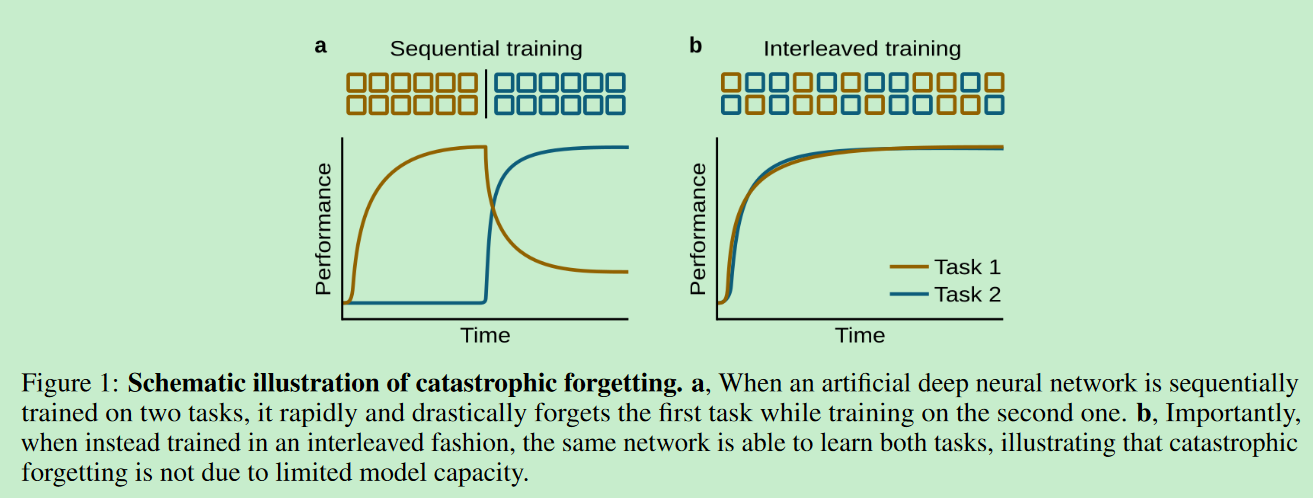 a Sequential training
b Interleaved training
Performance
Time
Performance
Task 1
Task 2
Time
Figure 1: Schematic illustration of catastrophic forgetting. a, When an artificial deep neural network is sequentially
trained on two tasks, it rapidly and drastically forgets the first task while training on the second one. b, Importantly,
when instead trained in an interleaved fashion, the same network is able to learn both tasks, illustrating that catastrophic
forgetting is not due to limited model capacity.